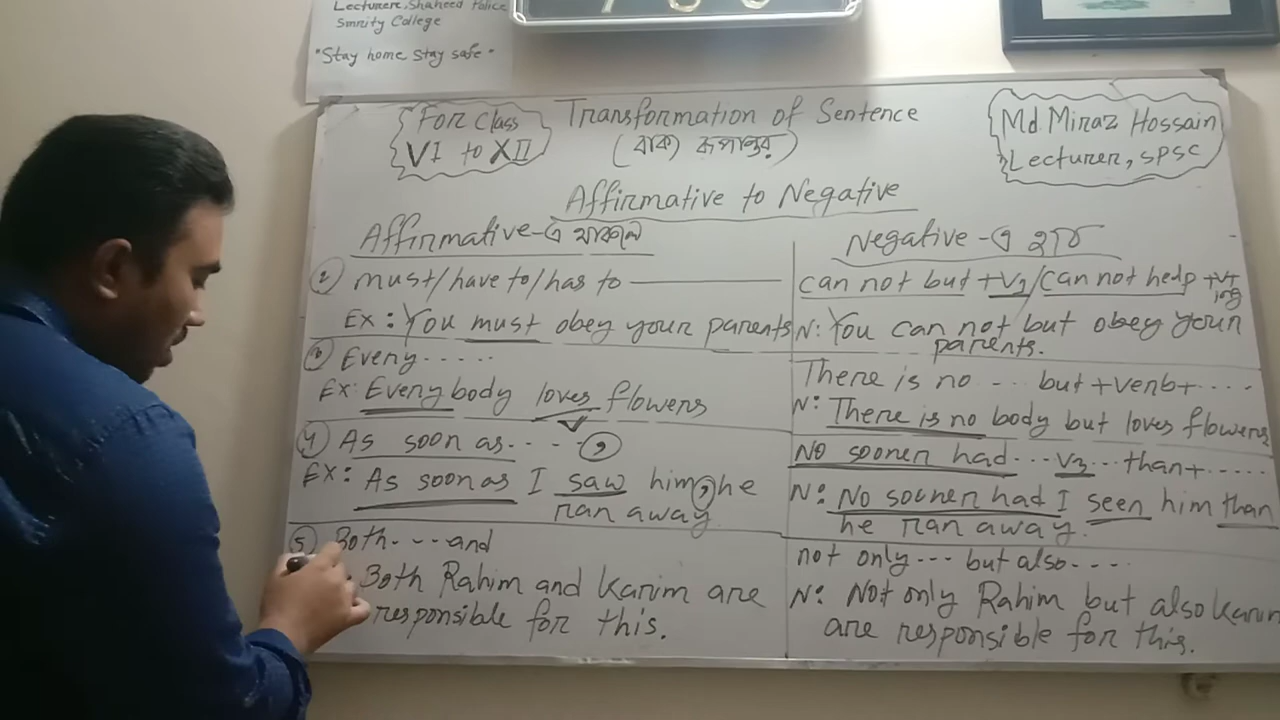 Lecturer, Shaheed Police
Smrity College
"Stay home stay safe"
For class
VI to XII
Transformation of Sentence
(বাক্য রূপান্তর)
Md. Miraz Hossain
Lecturer, SPSC
Affirmative to Negative
Affirmative-এ থাকলে
Negative-এ হবে
must/have to/has to
cannot but +V1/can not help +V+ing
Ex: You must obey your parents
N: You can not but obey your
parents.
Every......
There is no ... but+verb+....
Ex: Everybody loves flowers
N: There is no body but loves flowers
(4) As soon as.... ,
No sooner had... V3...than+.....
Ex: As soon as I saw him, he
ran away.
N: No sooner had I seen him than
he ran away.
(5) Both....and
not only... but also....
Both Rahim and Karim are
responsible for this.
N: Not only Rahim but also Karim
are responsible for this.